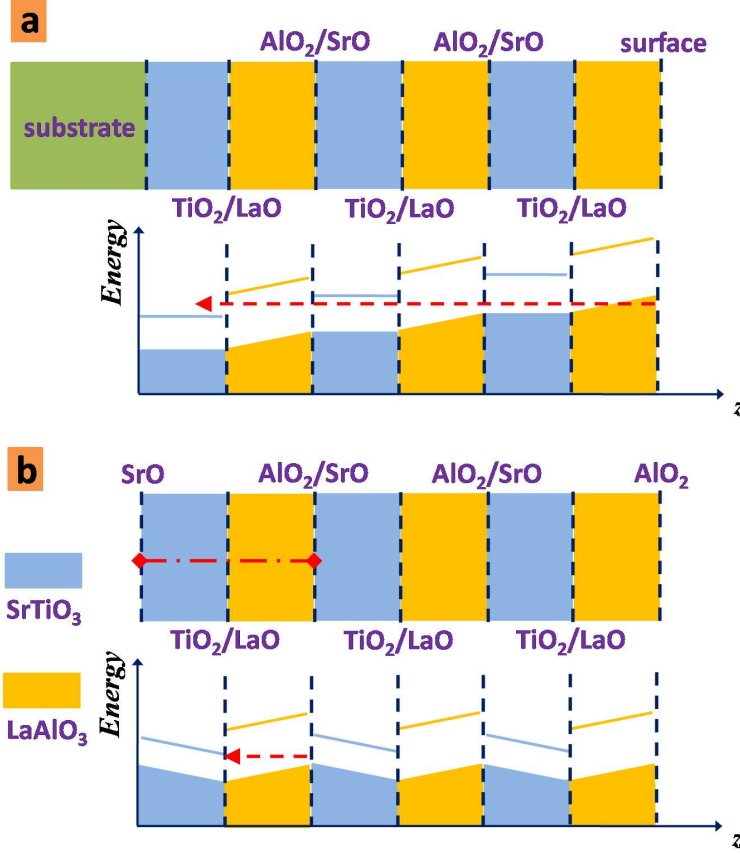 a
AlO₂/SrO AlO₂/SrO surface
substrate
TiO₂/LaO TiO₂/LaO TiO₂/LaO
Energy
z
b
SrO AlO₂/SrO AlO₂/SrO AlO₂
SrTiO₃
TiO₂/LaO TiO₂/LaO TiO₂/LaO
LaAlO₃
Energy
z